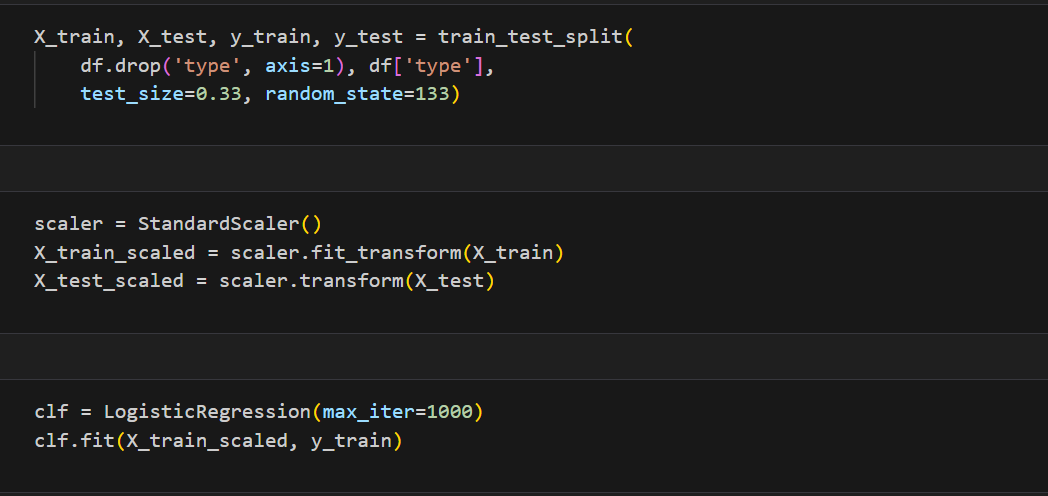 X_train, X_test, y_train, y_test = train_test_split(
    df.drop('type', axis=1), df['type'],
    test_size=0.33, random_state=133)
scaler = StandardScaler()
X_train_scaled = scaler.fit_transform(X_train)
X_test_scaled = scaler.transform(X_test)
clf = LogisticRegression(max_iter=1000)
clf.fit(X_train_scaled, y_train)